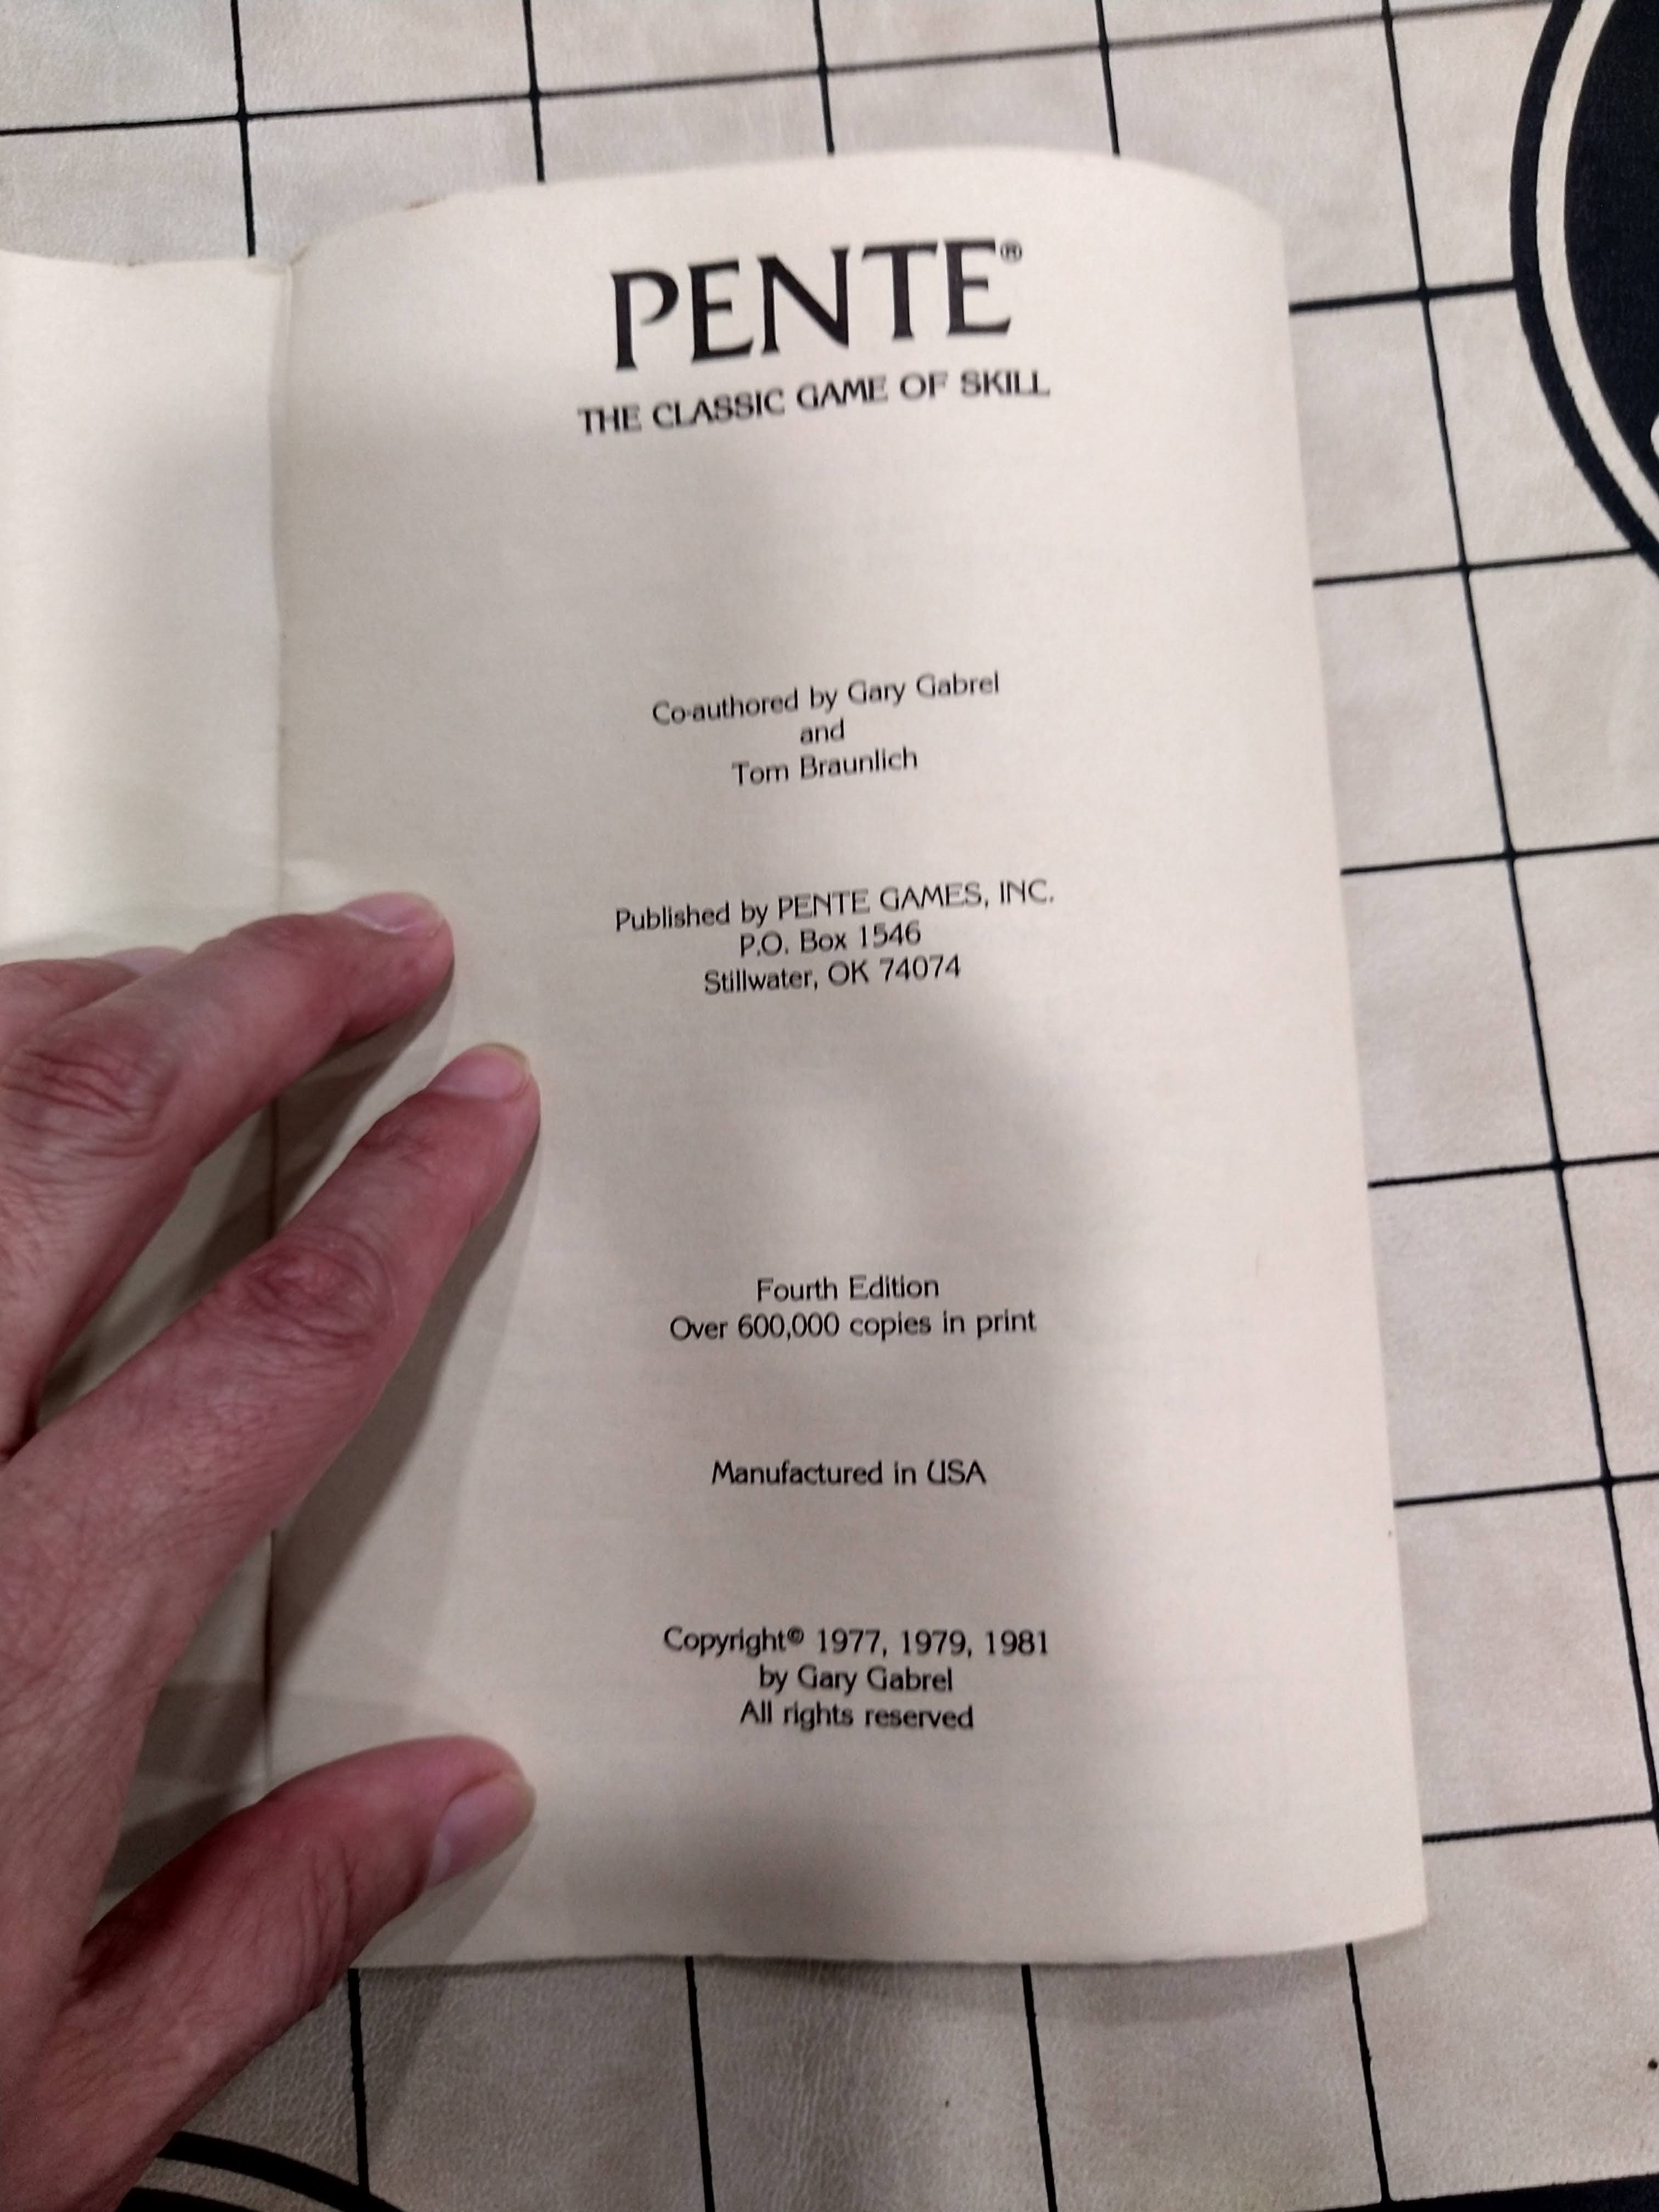 PENTE®
THE CLASSIC GAME OF SKILL
Co-authored by Gary Gabrel
and
Tom Braunlich
Published by PENTE GAMES, INC.
P.O. Box 1546
Stillwater, OK 74074
Fourth Edition
Over 600,000 copies in print
Manufactured in USA
Copyright© 1977, 1979, 1981
by Gary Gabrel
All rights reserved